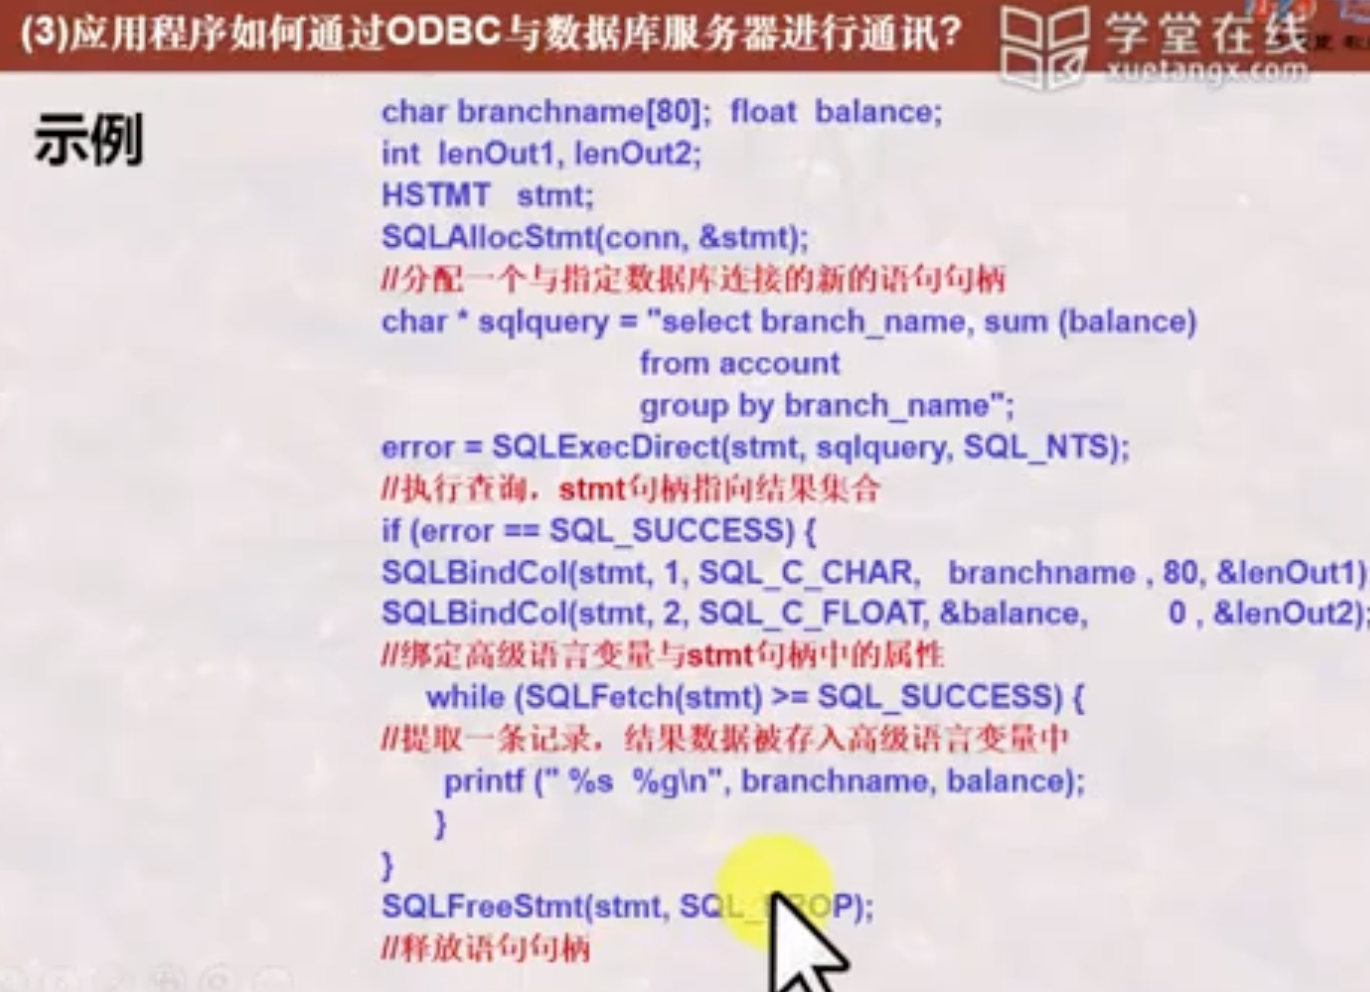 (3)应用程序如何通过ODBC与数据库服务器进行通讯?
学堂在线
xuetangx.com
示例
char branchname[80]; float balance;
int lenOut1, lenOut2;
HSTMT stmt;
SQLAllocStmt(conn, &stmt);
//分配一个与指定数据库连接的新的语句句柄
char * sqlquery = "select branch_name, sum (balance)
from account
group by branch_name";
error = SQLExecDirect(stmt, sqlquery, SQL_NTS);
//执行查询，stmt句柄指向结果集合
if (error == SQL_SUCCESS) {
SQLBindCol(stmt, 1, SQL_C_CHAR, branchname , 80, &lenOut1);
SQLBindCol(stmt, 2, SQL_C_FLOAT, &balance, 0 , &lenOut2);
//绑定高级语言变量与stmt句柄中的属性
while (SQLFetch(stmt) >= SQL_SUCCESS) {
//提取一条记录，结果数据被存入高级语言变量中
printf (" %s %g\n", branchname, balance);
}
}
SQLFreeStmt(stmt, SQL_DROP);
//释放语句句柄